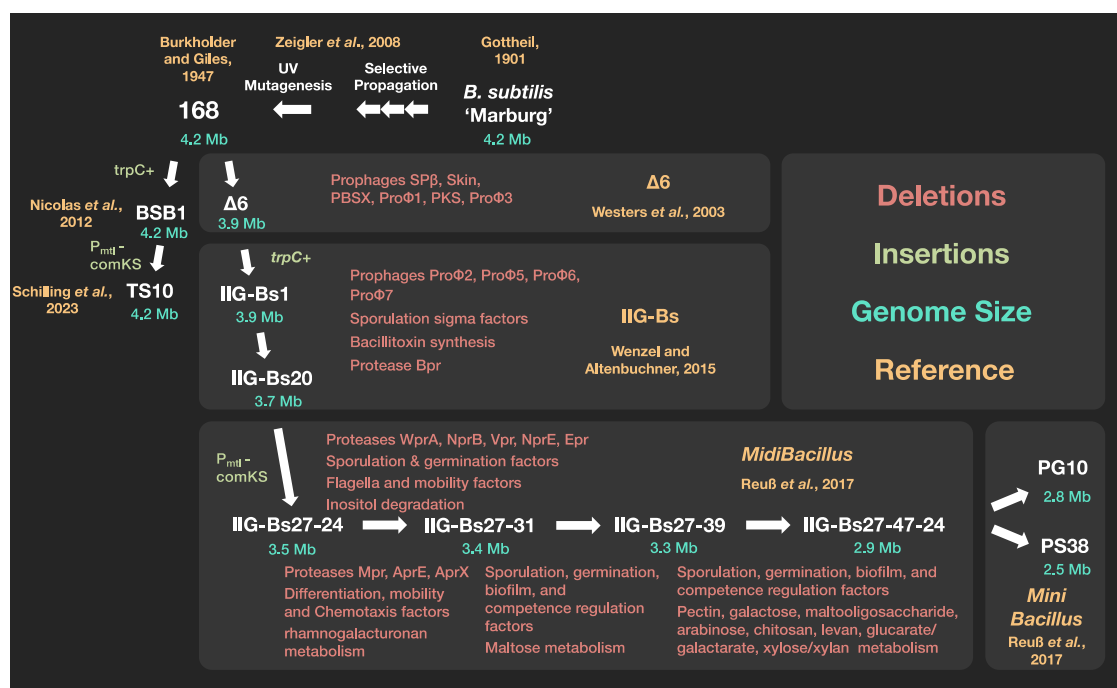 Burkholder
and Giles,
1947
Zeigler et al., 2008
Gottheil,
1901
UV
Mutagenesis
Selective
Propagation
B. subtilis
'Marburg'
168
4.2 Mb
4.2 Mb
trpC+
Nicolas et al.,
2012
BSB1
4.2 Mb
Pmtl -
comKS
Schilling et al.,
2023
TS10
4.2 Mb
Δ6
3.9 Mb
Prophages SPβ, Skin,
PBSX, ProΦ1, PKS, ProΦ3
Δ6
Westers et al., 2003
trpC+
IIG-Bs1
3.9 Mb
IIG-Bs20
3.7 Mb
Prophages ProΦ2, ProΦ5, ProΦ6,
ProΦ7
Sporulation sigma factors
Bacillitoxin synthesis
Protease Bpr
IIG-Bs
Wenzel and
Altenbuchner, 2015
Deletions
Insertions
Genome Size
Reference
Pmtl -
comKS
Proteases WprA, NprB, Vpr, NprE, Epr
Sporulation & germination factors
Flagella and mobility factors
Inositol degradation
MidiBacillus
Reuß et al., 2017
IIG-Bs27-24
3.5 Mb
IIG-Bs27-31
3.4 Mb
IIG-Bs27-39
3.3 Mb
IIG-Bs27-47-24
2.9 Mb
Proteases Mpr, AprE, AprX
Differentiation, mobility
and Chemotaxis factors
rhamnogalacturonan
metabolism
Sporulation, germination,
biofilm, and
competence regulation
factors
Maltose metabolism
Sporulation, germination, biofilm, and
competence regulation factors
Pectin, galactose, maltooligosaccharide,
arabinose, chitosan, levan, glucarate/
galactarate, xylose/xylan metabolism
PG10
2.8 Mb
PS38
2.5 Mb
Mini
Bacillus
Reuß et al.,
2017